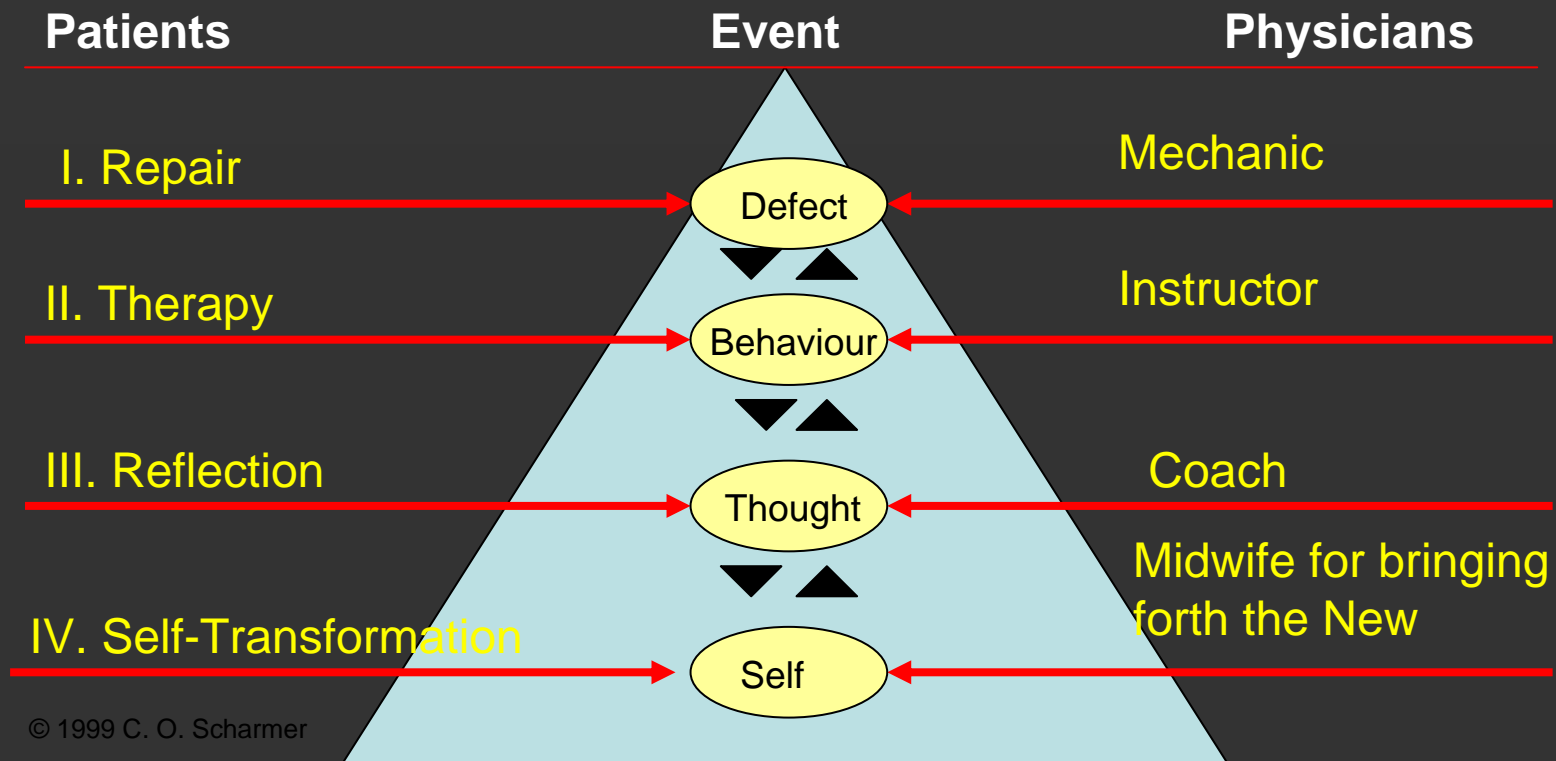 Patients Event Physicians
I. Repair
Mechanic
Defect
II. Therapy
Instructor
Behaviour
III. Reflection
Coach
Thought
IV. Self-Transformation
Midwife for bringing
forth the New
Self
© 1999 C. O. Scharmer